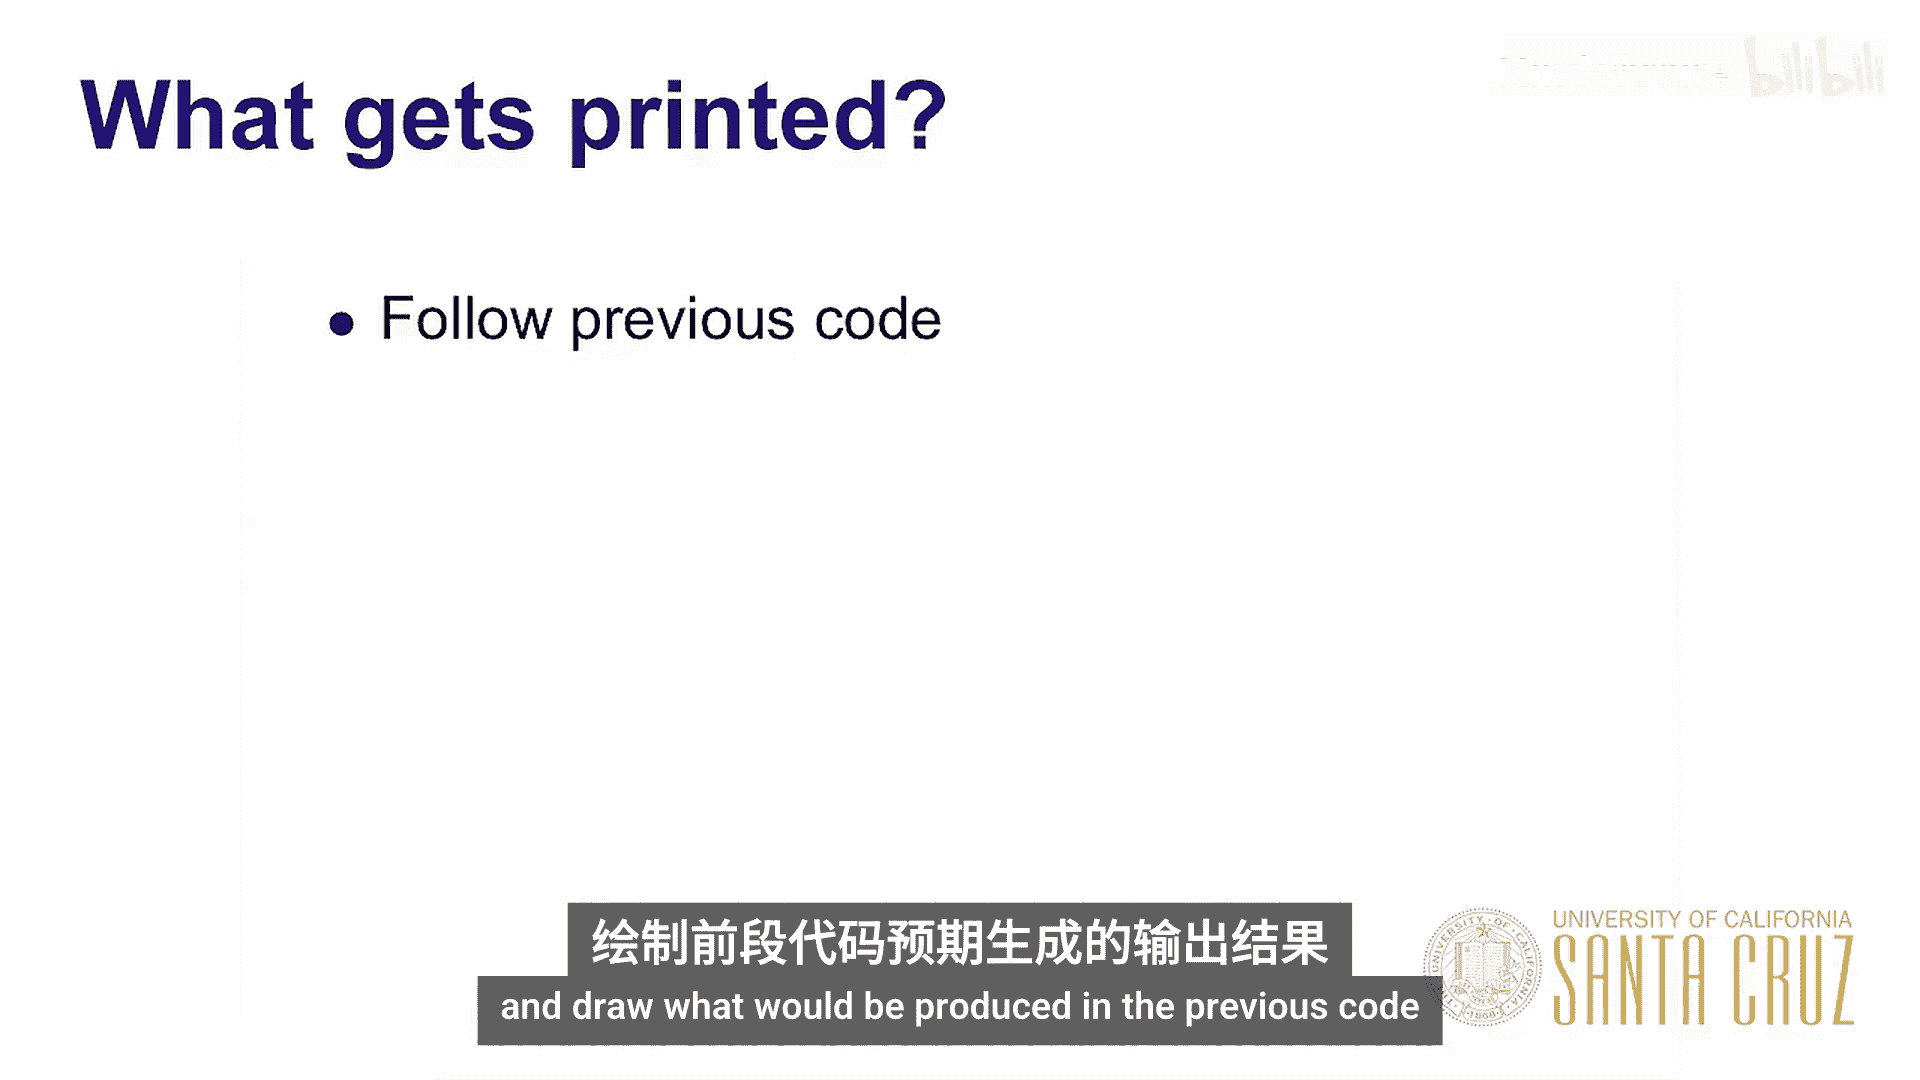 What gets printed?
bilibili
• Follow previous code
绘制前段代码预期生成的输出结果
and draw what would be produced in the previous code
UNIVERSITY OF CALIFORNIA
SANTA CRUZ